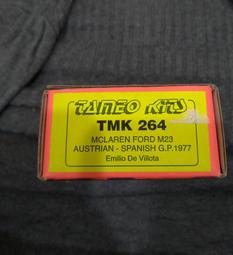 TAMEO KITS
TMK 264
MCLAREN FORD M23
AUSTRIAN - SPANISH G.P.1977
Emilio De Villota